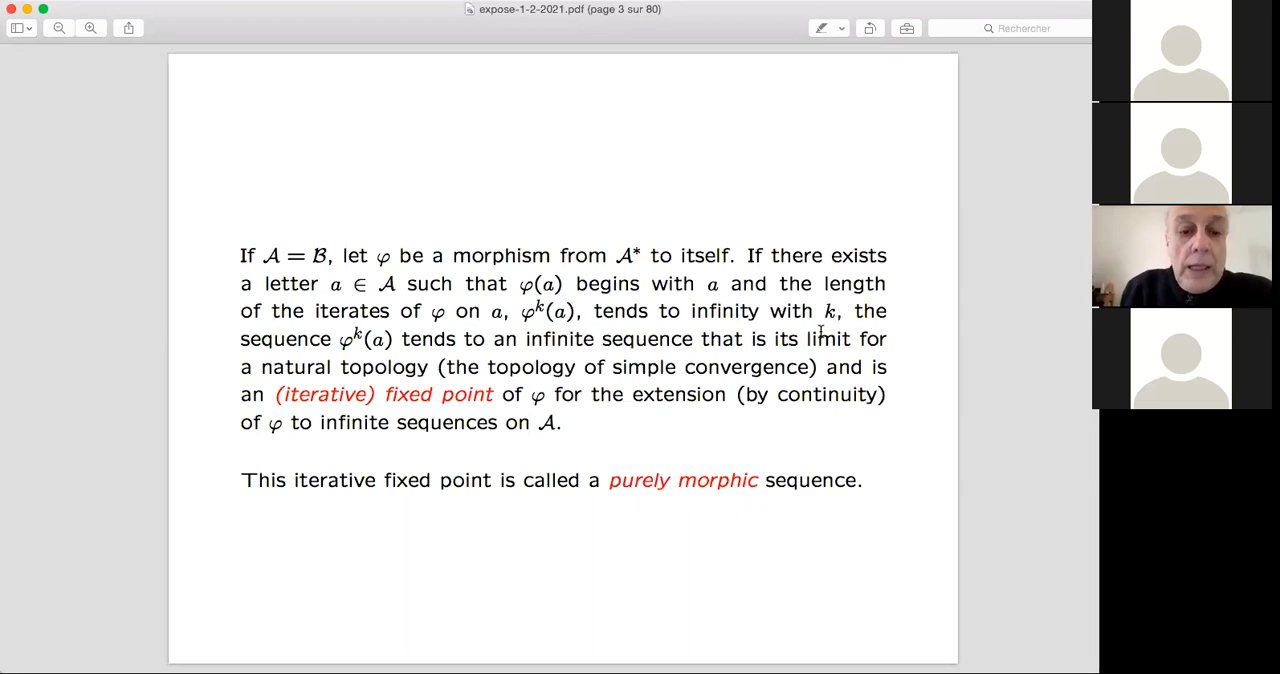 expose-1-2-2021.pdf (page 3 sur 80)
Rechercher
If 𝒜 = ℬ, let φ be a morphism from 𝒜* to itself. If there exists
a letter a ∈ 𝒜 such that φ(a) begins with a and the length
of the iterates of φ on a, φᵏ(a), tends to infinity with k, the
sequence φᵏ(a) tends to an infinite sequence that is its limit for
a natural topology (the topology of simple convergence) and is
an (iterative) fixed point of φ for the extension (by continuity)
of φ to infinite sequences on 𝒜.
This iterative fixed point is called a purely morphic sequence.